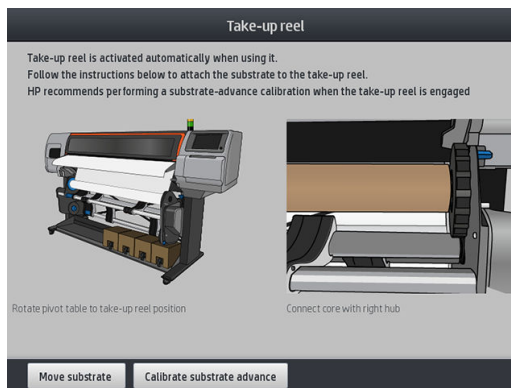 Take-up reel
Take-up reel is activated automatically when using it.
Follow the instructions below to attach the substrate to the take-up reel.
HP recommends performing a substrate-advance calibration when the take-up reel is engaged
Rotate pivot table to take-up reel position
Connect core with right hub
Move substrate
Calibrate substrate advance